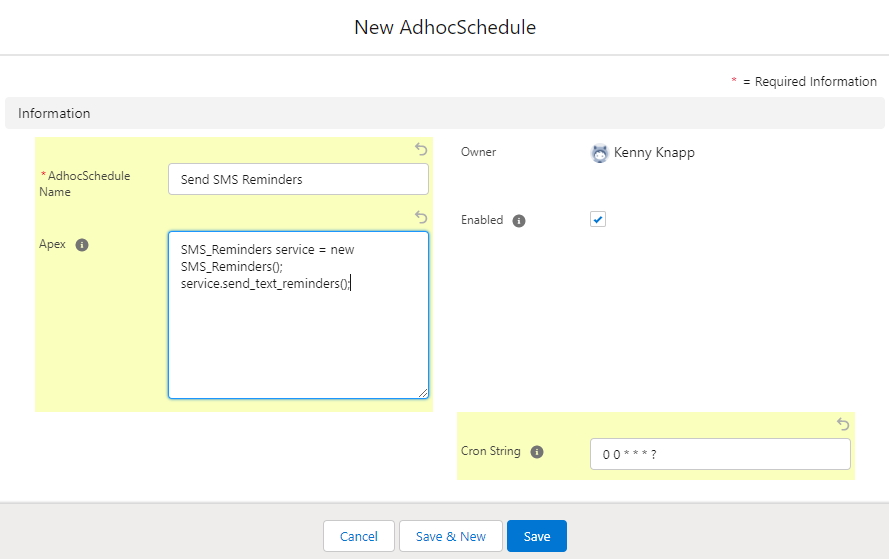 New AdhocSchedule
* = Required Information
Information
*AdhocSchedule
Name
Send SMS Reminders
Owner
Kenny Knapp
Enabled
Apex
SMS_Reminders service = new
SMS_Reminders();
service.send_text_reminders();
Cron String
0 0 * * * ?
Cancel
Save & New
Save